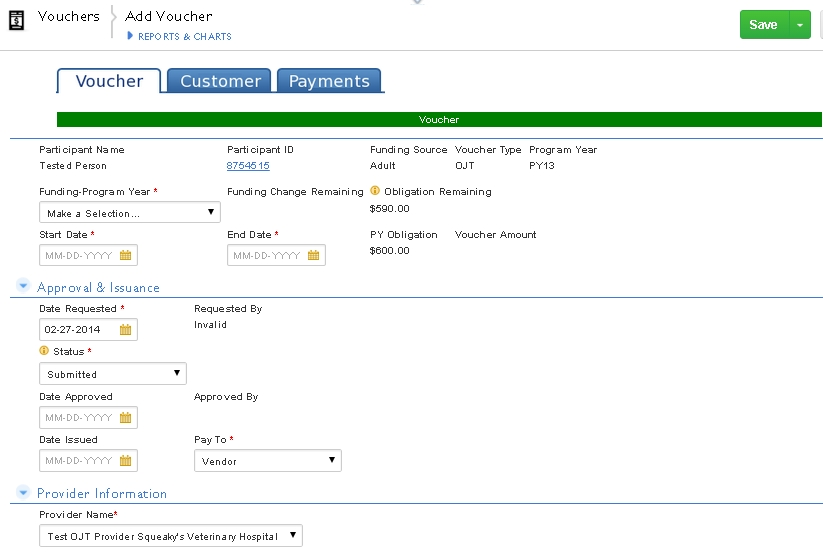 Vouchers Add Voucher
REPORTS & CHARTS
Save
Voucher Customer Payments
Voucher
Participant Name Participant ID Funding Source Voucher Type Program Year
Tested Person 8754515 Adult OJT PY13
Funding-Program Year * Funding Change Remaining Obligation Remaining
Make a Selection... $590.00
Start Date * End Date * PY Obligation Voucher Amount
MM-DD-YYYY MM-DD-YYYY $600.00
Approval & Issuance
Date Requested * Requested By
02-27-2014 Invalid
Status *
Submitted
Date Approved Approved By
MM-DD-YYYY
Date Issued Pay To *
MM-DD-YYYY Vendor
Provider Information
Provider Name*
Test OJT Provider Squeaky's Veterinary Hospital